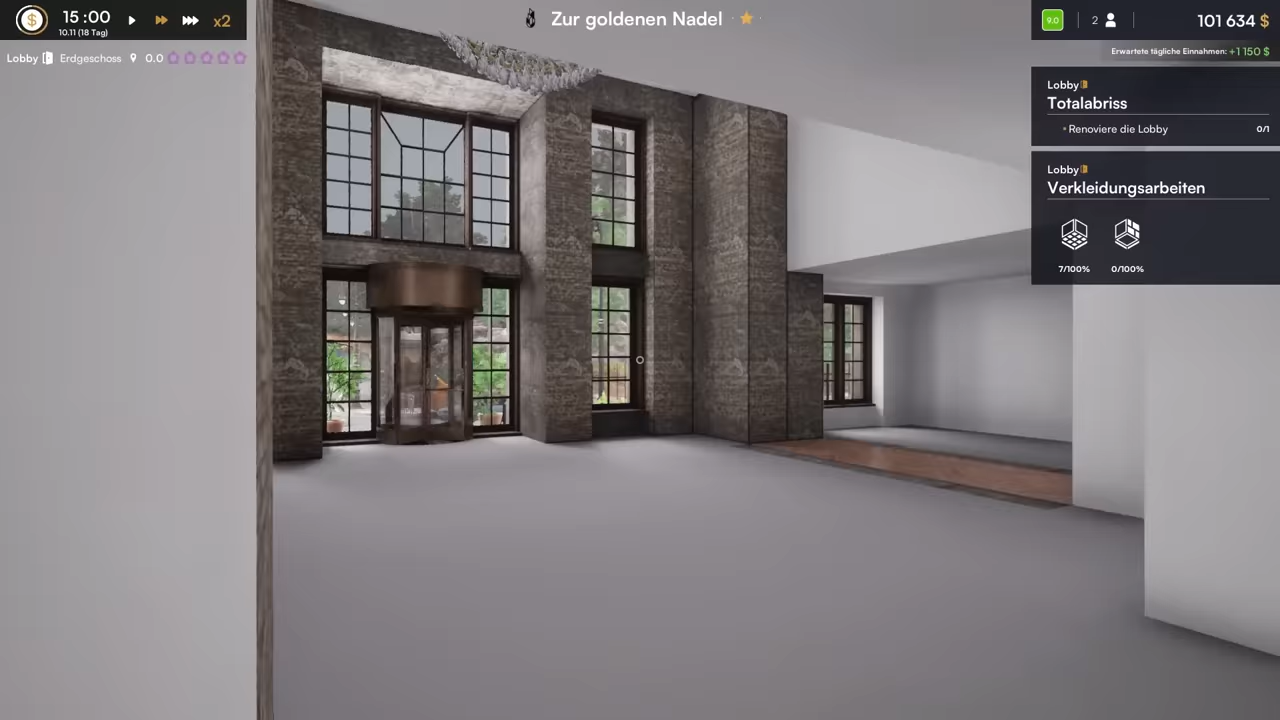 15:00
10.11 (18 Tag)
x2
Zur goldenen Nadel
9.0
2
101 634 $
Erwartete tägliche Einnahmen: +1 150 $
Lobby
Erdgeschoss
0.0
Lobby
Totalabriss
Renoviere die Lobby
0/1
Lobby
Verkleidungsarbeiten
7/100%
0/100%